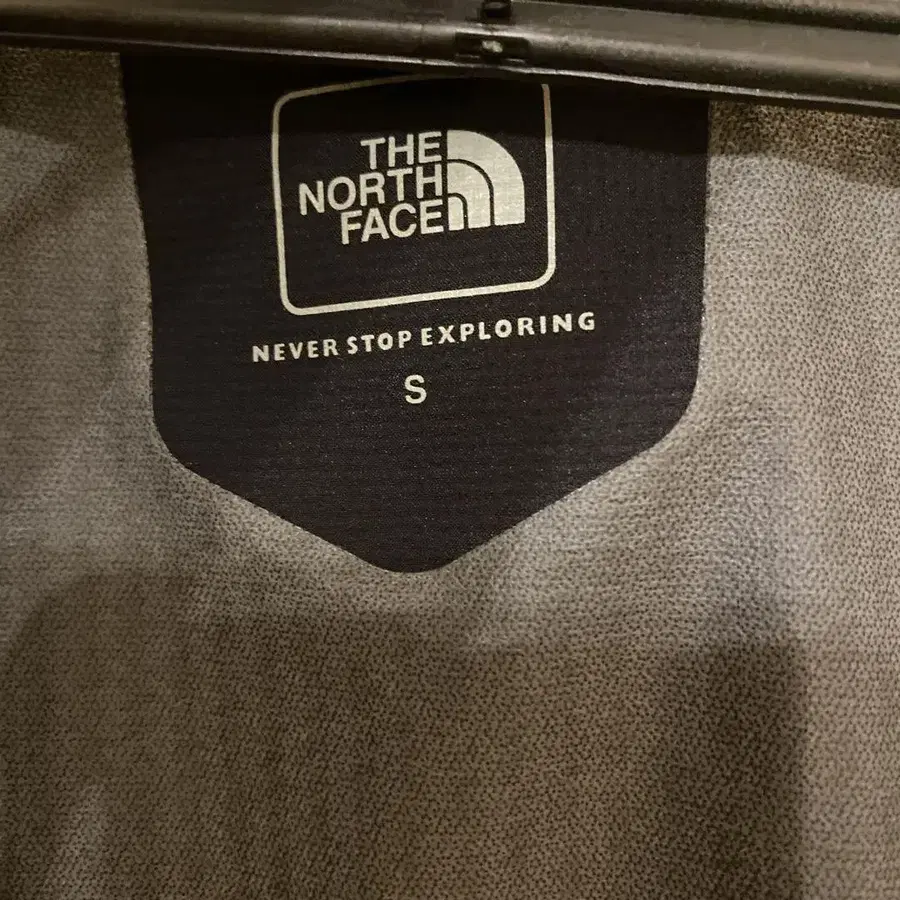 THE
NORTH
FACE
NEVER STOP EXPLORING
S